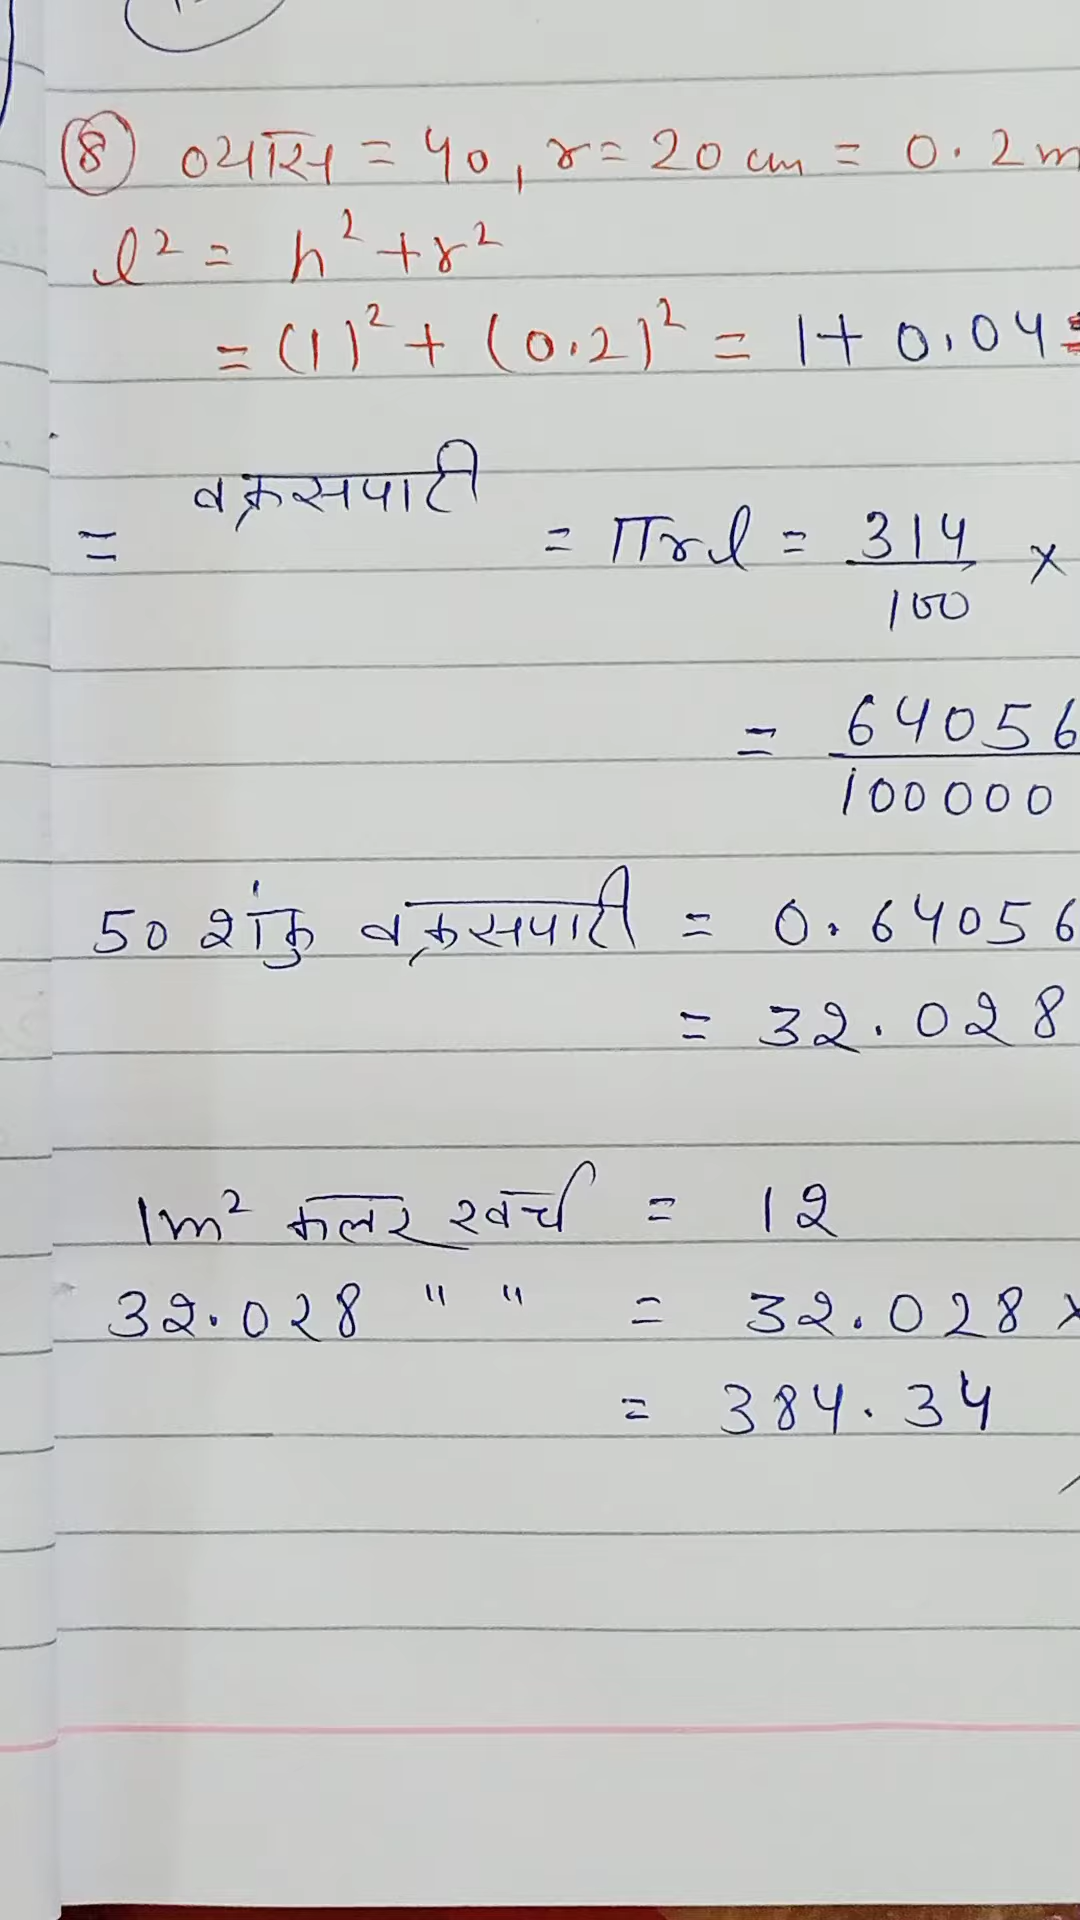 ⑧ व्यास = 40, r = 20 cm = 0.2 m
l² = h² + r²
= (1)² + (0.2)² = 1 + 0.04 =
वक्रसपाटी
= = πrl = 314/100 ×
= 64056/100000
50 शंकु वक्रसपाटी = 0.64056
= 32.028
1m² कलर खर्च = 12
32.028 " " = 32.028 ×
= 384.34